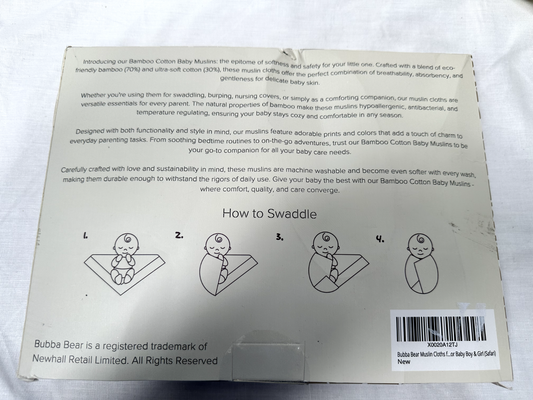 Introducing our Bamboo Cotton Baby Muslins: the epitome of softness and safety for your little one. Crafted with a blend of eco-
friendly bamboo (70%) and ultra-soft cotton (30%), these muslin cloths offer the perfect combination of breathability, absorbency, and
gentleness for delicate baby skin.
Whether you're using them for swaddling, burping, nursing covers, or simply as a comforting companion, our muslin cloths are
versatile essentials for every parent. The natural properties of bamboo make these muslins hypoallergenic, antibacterial, and
temperature regulating, ensuring your baby stays cozy and comfortable in any season.
Designed with both functionality and style in mind, our muslins feature adorable prints and colors that add a touch of charm to
everyday parenting tasks. From soothing bedtime routines to on-the-go adventures, trust our Bamboo Cotton Baby Muslins to be
your go-to companion for all your baby care needs.
Carefully crafted with love and sustainability in mind, these muslins are machine washable and become even softer with every wash,
making them durable enough to withstand the rigors of daily use. Give your baby the best with our Bamboo Cotton Baby Muslins -
where comfort, quality, and care converge.
How to Swaddle
1. 2. 3. 4.
Bubba Bear is a registered trademark of
Newhall Retail Limited. All Rights Reserved
X0020A12TJ
Bubba Bear Muslin Cloths f...or Baby Boy & Girl (Safari)
New